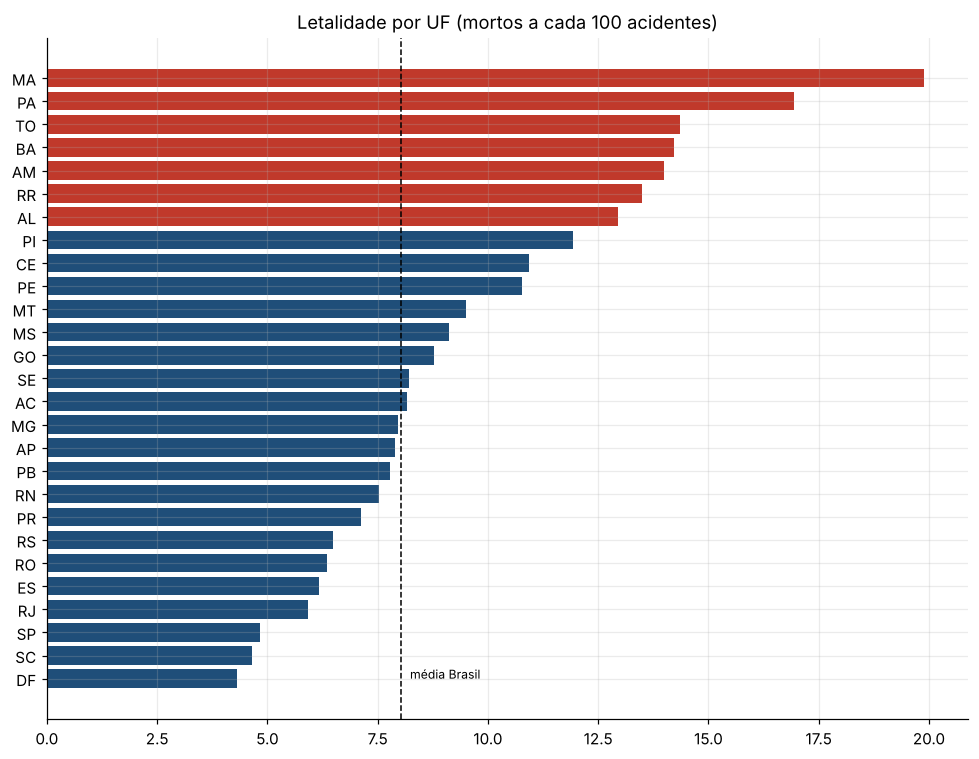 Letalidade por UF (mortos a cada 100 acidentes)
MA
PA
TO
BA
AM
RR
AL
PI
CE
PE
MT
MS
GO
SE
AC
MG
AP
PB
RN
PR
RS
RO
ES
RJ
SP
SC
DF
média Brasil
0.0 2.5 5.0 7.5 10.0 12.5 15.0 17.5 20.0